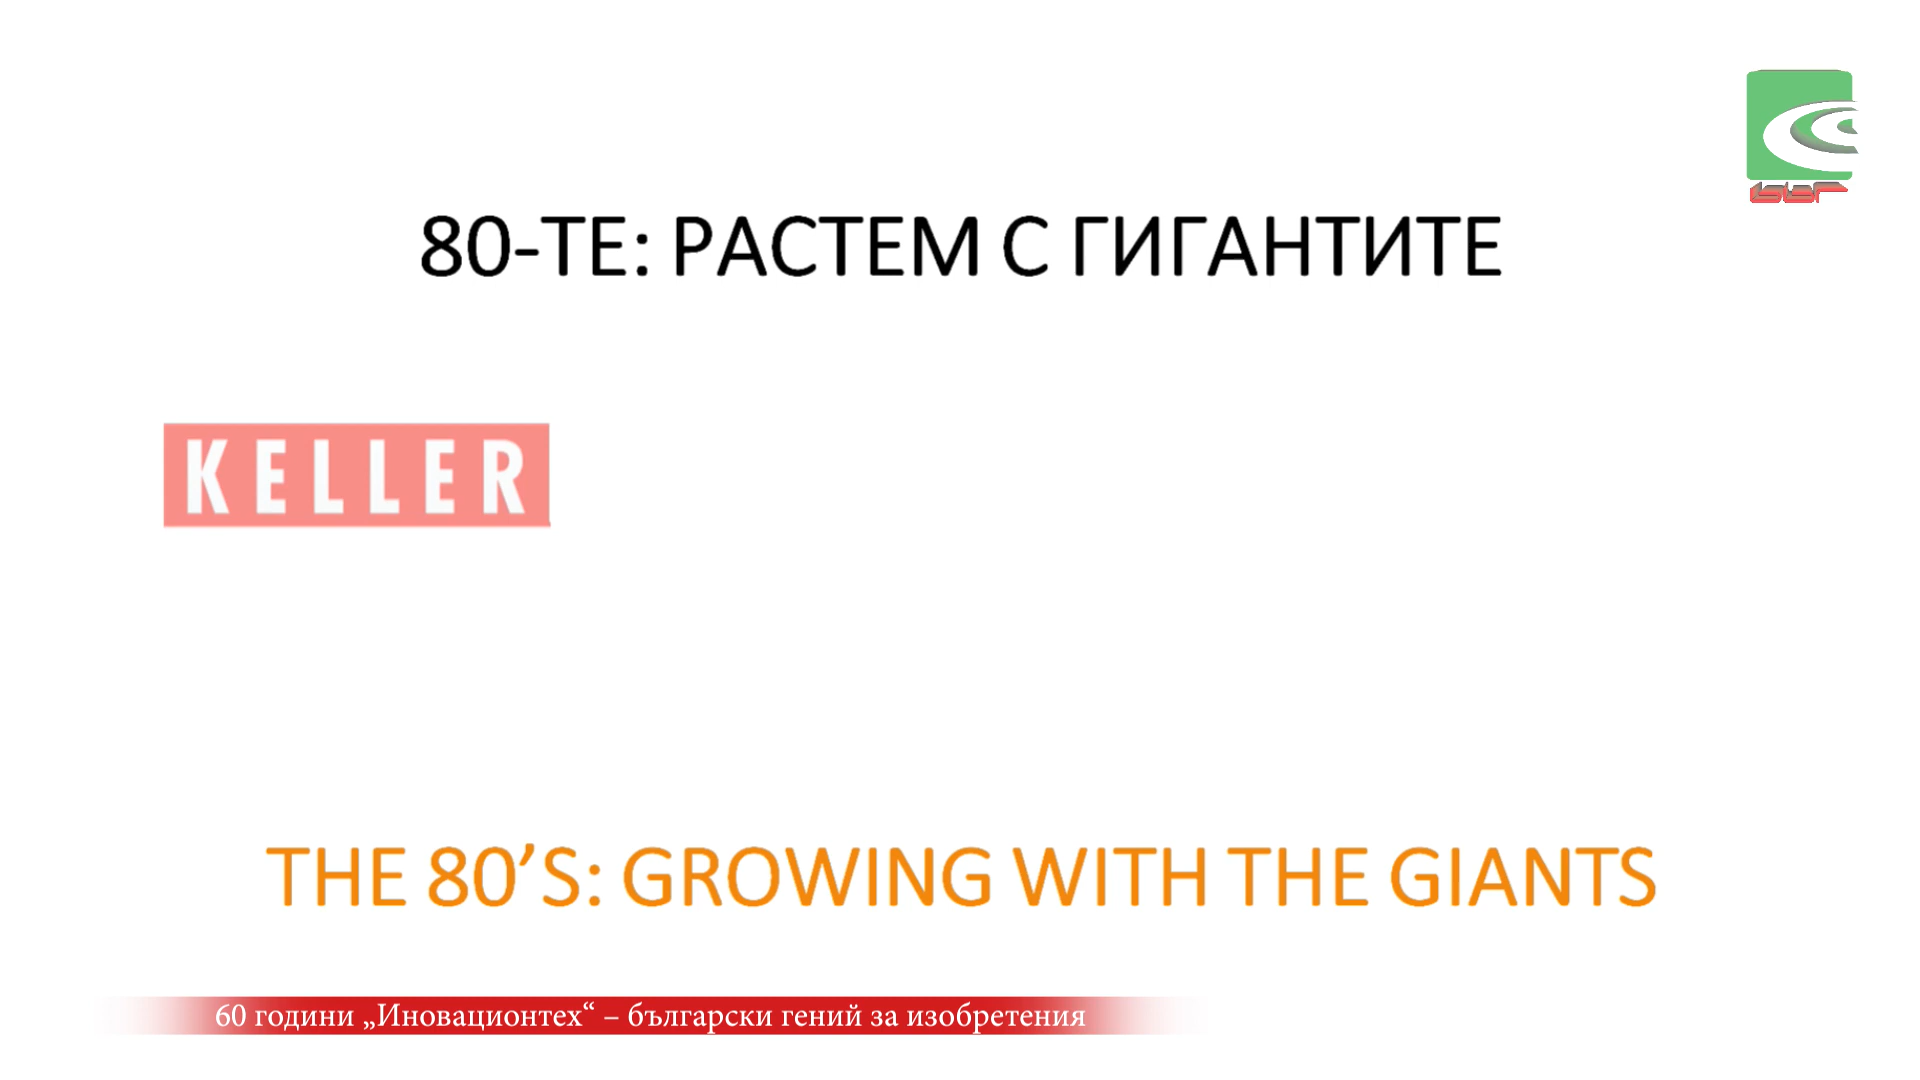 80-ТЕ: РАСТЕМ С ГИГАНТИТЕ
KELLER
THE 80’S: GROWING WITH THE GIANTS
60 години „Иновационтех“ – български гений за изобретения